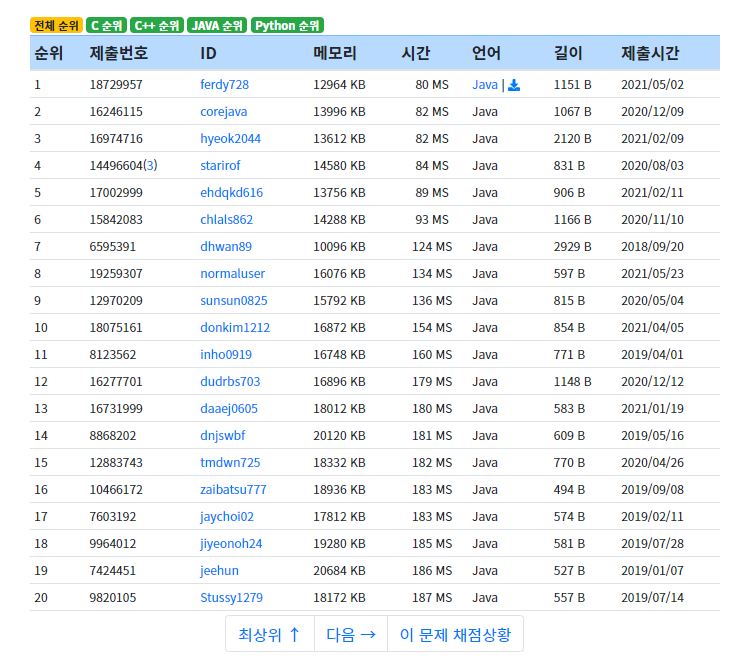 전체 순위 C 순위 C++ 순위 JAVA 순위 Python 순위
순위 제출번호 ID 메모리 시간 언어 길이 제출시간
1 18729957 ferdy728 12964 KB 80 MS Java | 1151 B 2021/05/02
2 16246115 corejava 13996 KB 82 MS Java 1067 B 2020/12/09
3 16974716 hyeok2044 13612 KB 82 MS Java 2120 B 2021/02/09
4 14496604(3) starirof 14580 KB 84 MS Java 831 B 2020/08/03
5 17002999 ehdqkd616 13756 KB 89 MS Java 906 B 2021/02/11
6 15842083 chlals862 14288 KB 93 MS Java 1166 B 2020/11/10
7 6595391 dhwan89 10096 KB 124 MS Java 2929 B 2018/09/20
8 19259307 normaluser 16076 KB 134 MS Java 597 B 2021/05/23
9 12970209 sunsun0825 15792 KB 136 MS Java 815 B 2020/05/04
10 18075161 donkim1212 16872 KB 154 MS Java 854 B 2021/04/05
11 8123562 inho0919 16748 KB 160 MS Java 771 B 2019/04/01
12 16277701 dudrbs703 16896 KB 179 MS Java 1148 B 2020/12/12
13 16731999 daaej0605 18012 KB 180 MS Java 583 B 2021/01/19
14 8868202 dnjswbf 20120 KB 181 MS Java 609 B 2019/05/16
15 12883743 tmdwn725 18332 KB 182 MS Java 770 B 2020/04/26
16 10466172 zaibatsu777 18936 KB 183 MS Java 494 B 2019/09/08
17 7603192 jaychoi02 17812 KB 183 MS Java 574 B 2019/02/11
18 9964012 jiyeonoh24 19280 KB 185 MS Java 581 B 2019/07/28
19 7424451 jeehun 20684 KB 186 MS Java 527 B 2019/01/07
20 9820105 Stussy1279 18172 KB 187 MS Java 557 B 2019/07/14
최상위 ↑ 다음 → 이 문제 채점상황